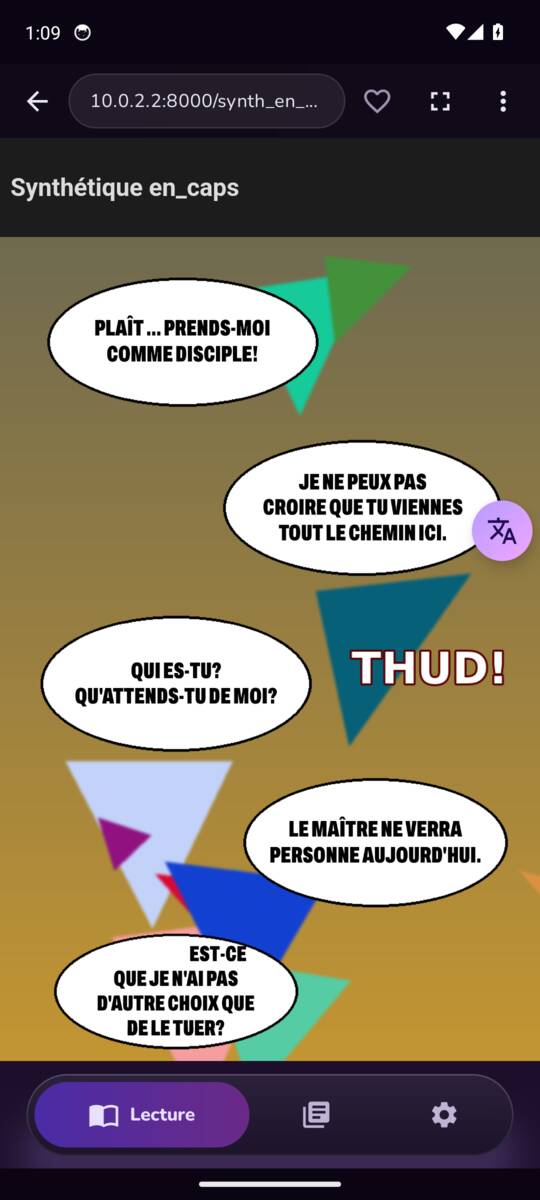 1:09
10.0.2.2:8000/synth_en_...
Synthétique en_caps
PLAÎT ... PRENDS-MOI
COMME DISCIPLE!
JE NE PEUX PAS
CROIRE QUE TU VIENNES
TOUT LE CHEMIN ICI.
QUI ES-TU?
QU'ATTENDS-TU DE MOI?
THUD!
LE MAÎTRE NE VERRA
PERSONNE AUJOURD'HUI.
EST-CE
QUE JE N'AI PAS
D'AUTRE CHOIX QUE
DE LE TUER?
Lecture